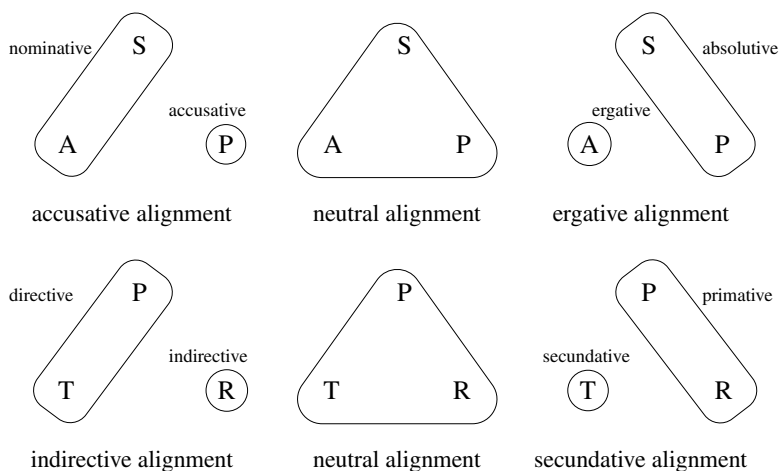 nominative S S S absolutive
accusative ergative
A P A P A P
accusative alignment neutral alignment ergative alignment
directive P P P primative
indirective secundative
T R T R T R
indirective alignment neutral alignment secundative alignment